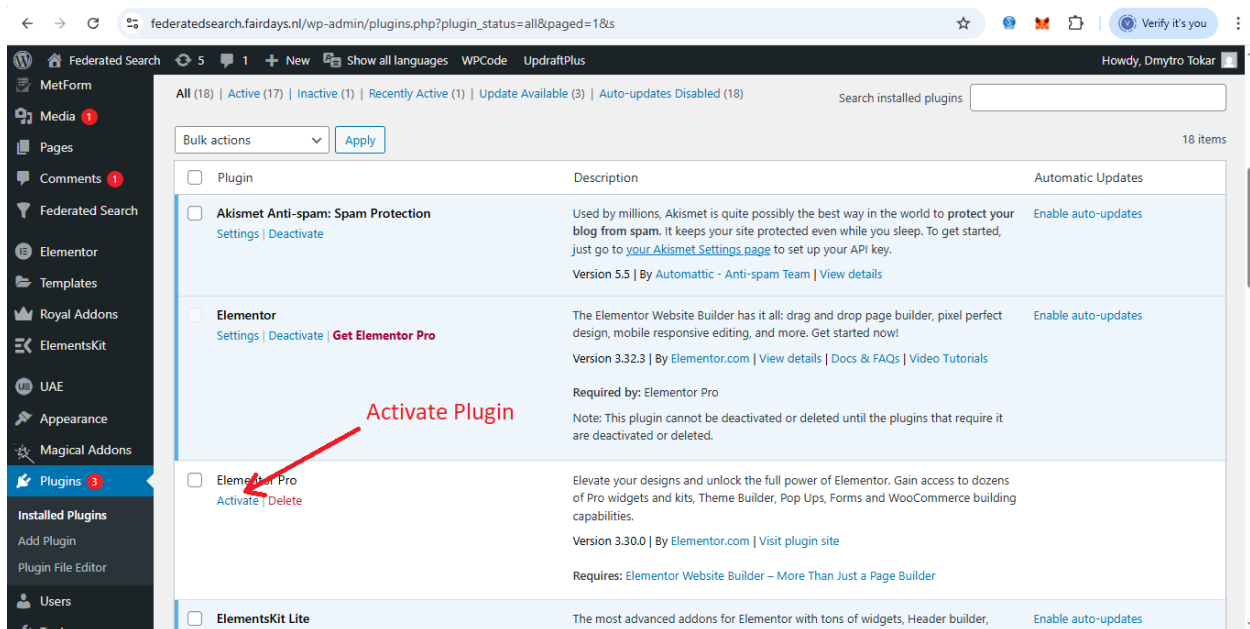 federatedsearch.fairdays.nl/wp-admin/plugins.php?plugin_status=all&paged=1&s
Verify it's you
Federated Search 5 1 New Show all languages WPCode UpdraftPlus Howdy, Dmytro Tokar
MetForm
Media 1
Pages
Comments 1
Federated Search
Elementor
Templates
Royal Addons
ElementsKit
UAE
Appearance
Magical Addons
Plugins 3
Installed Plugins
Add Plugin
Plugin File Editor
Users
All (18) | Active (17) | Inactive (1) | Recently Active (1) | Update Available (3) | Auto-updates Disabled (18)
Search installed plugins
Bulk actions Apply 18 items
Plugin Description Automatic Updates
Akismet Anti-spam: Spam Protection
Settings | Deactivate
Used by millions, Akismet is quite possibly the best way in the world to protect your
blog from spam. It keeps your site protected even while you sleep. To get started,
just go to your Akismet Settings page to set up your API key.
Version 5.5 | By Automattic - Anti-spam Team | View details
Enable auto-updates
Elementor
Settings | Deactivate | Get Elementor Pro
The Elementor Website Builder has it all: drag and drop page builder, pixel perfect
design, mobile responsive editing, and more. Get started now!
Version 3.32.3 | By Elementor.com | View details | Docs & FAQs | Video Tutorials
Required by: Elementor Pro
Note: This plugin cannot be deactivated or deleted until the plugins that require it
are deactivated or deleted.
Enable auto-updates
Activate Plugin
Elementor Pro
Activate | Delete
Elevate your designs and unlock the full power of Elementor. Gain access to dozens
of Pro widgets and kits, Theme Builder, Pop Ups, Forms and WooCommerce building
capabilities.
Version 3.30.0 | By Elementor.com | Visit plugin site
Requires: Elementor Website Builder – More Than Just a Page Builder
ElementsKit Lite
The most advanced addons for Elementor with tons of widgets, Header builder,
Enable auto-updates